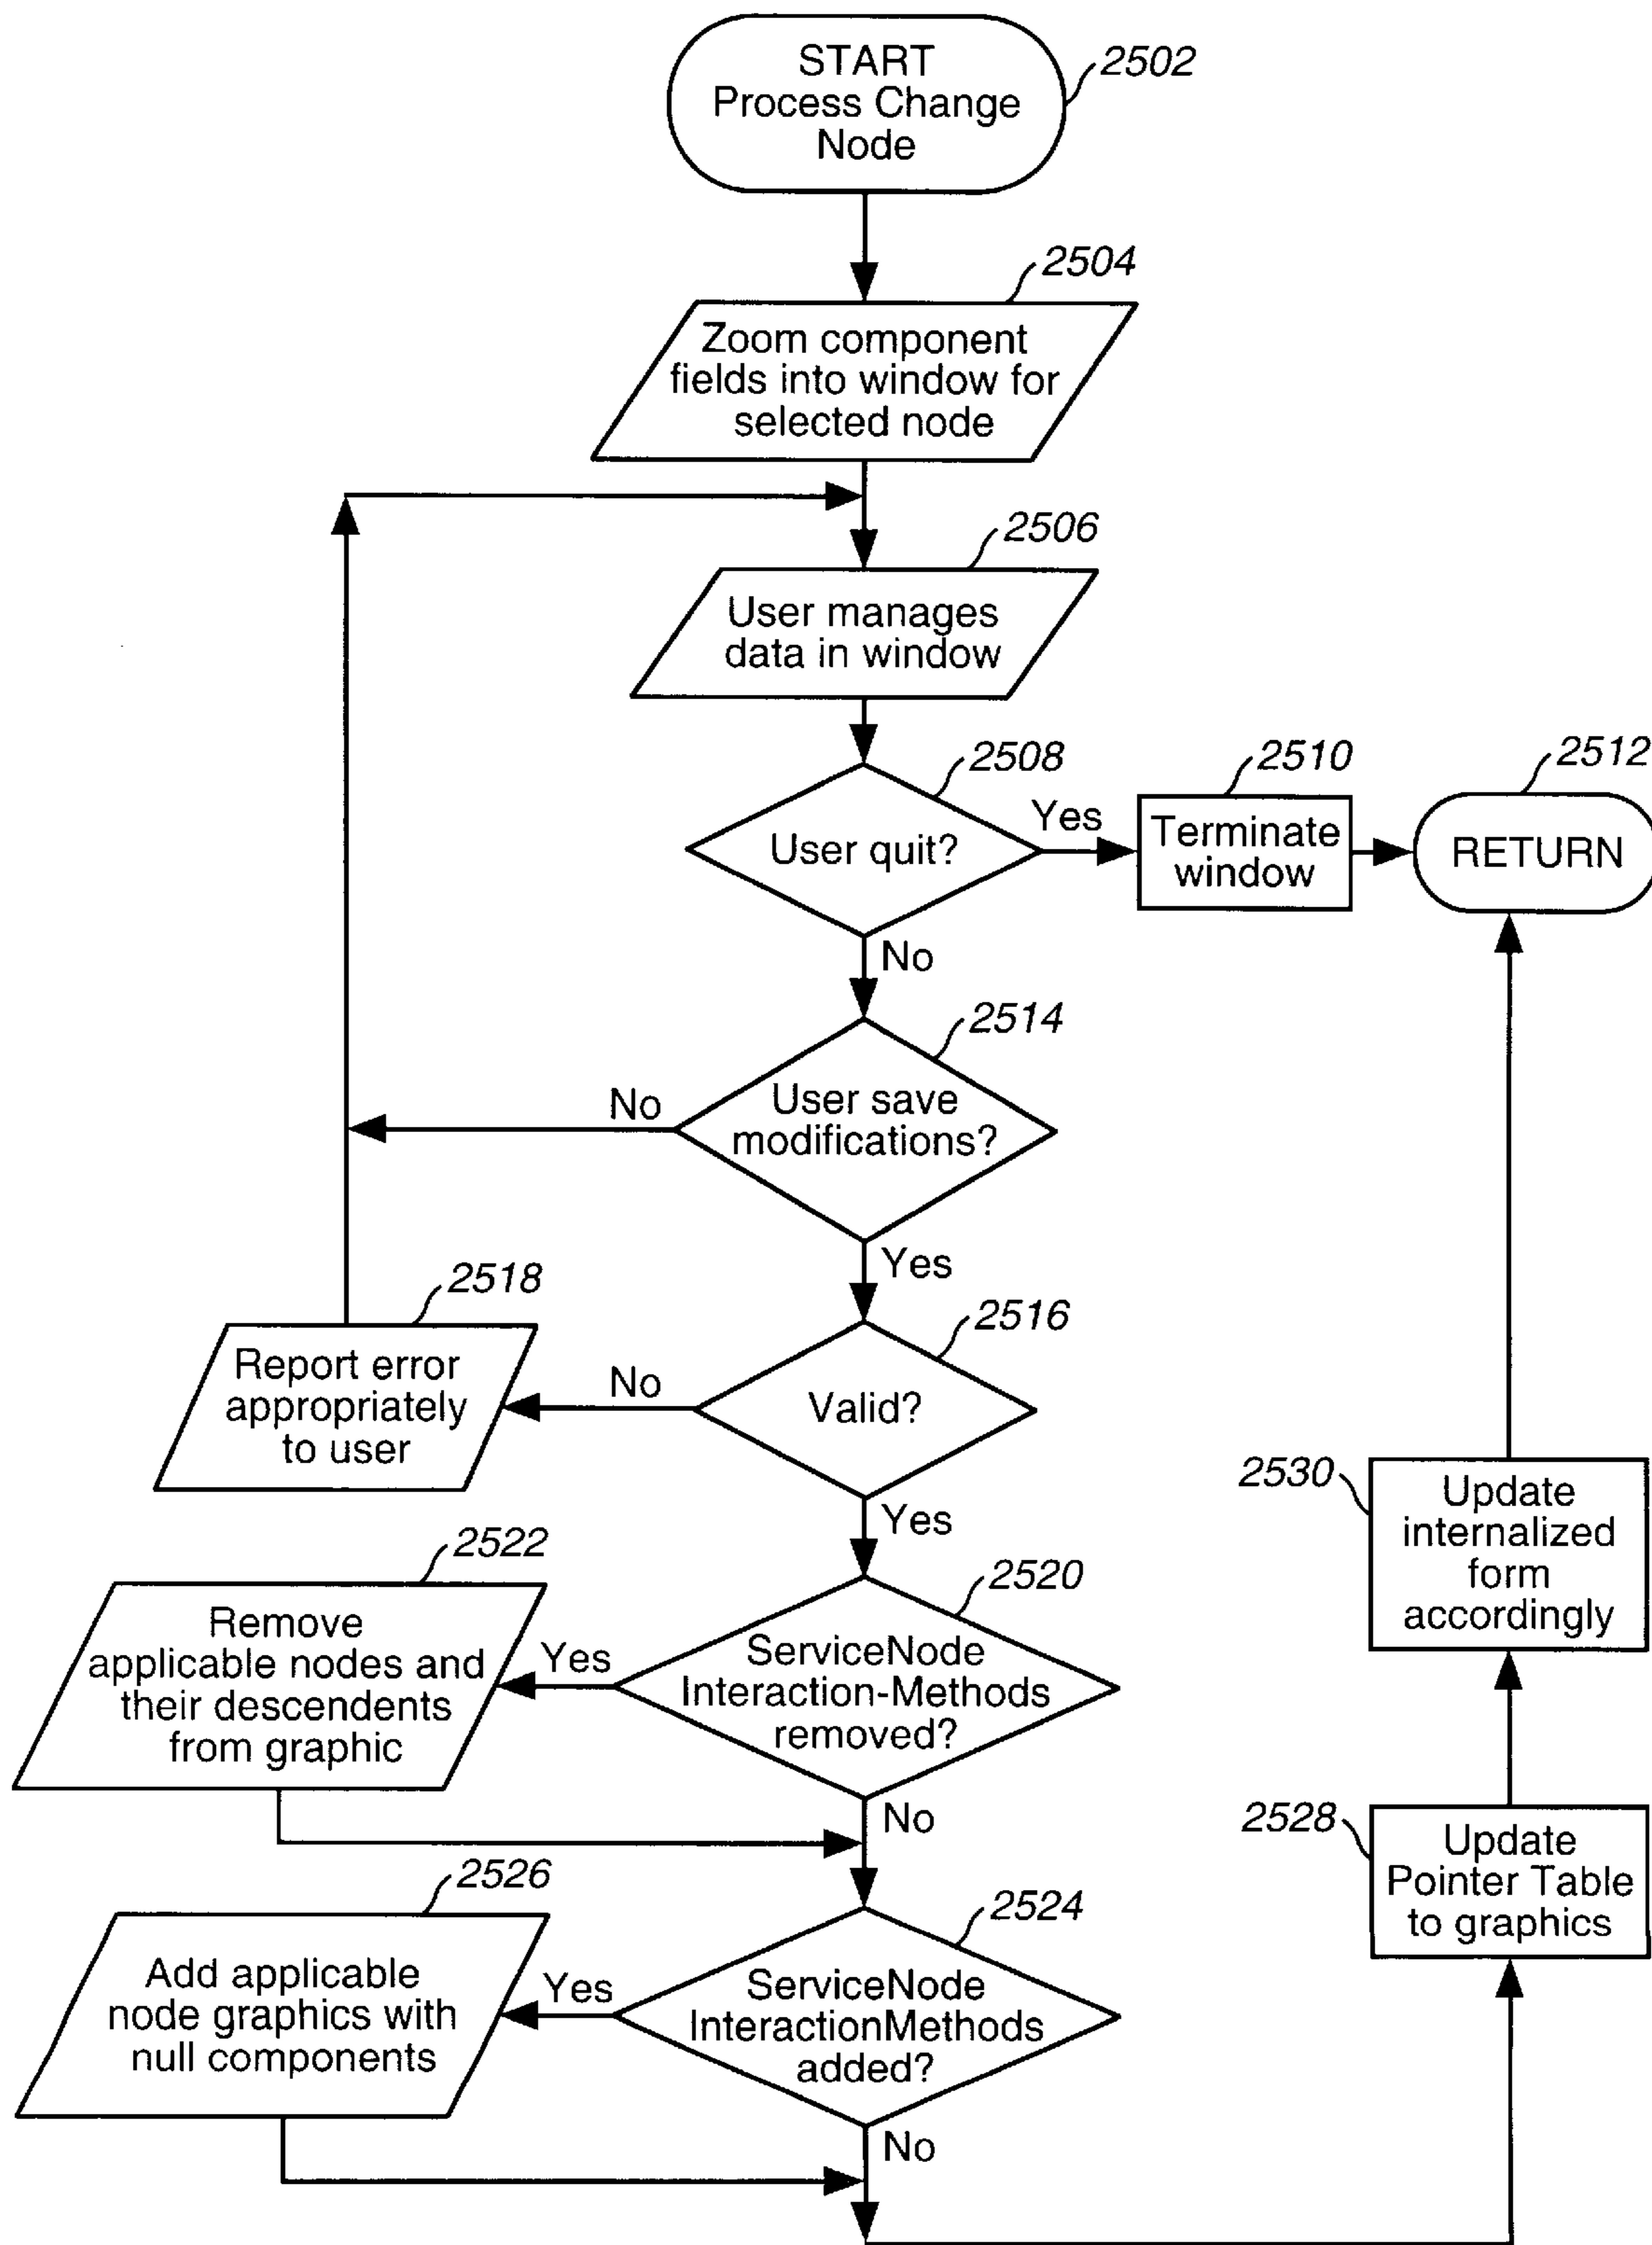 START
Process Change
Node
2502
2504
Zoom component
fields into window for
selected node
2506
User manages
data in window
2508
User quit?
Yes
No
2510
Terminate
window
2512
RETURN
2514
User save
modifications?
No
Yes
2516
Valid?
No
Yes
2518
Report error
appropriately
to user
2520
ServiceNode
Interaction-Methods
removed?
Yes
No
2522
Remove
applicable nodes and
their descendents
from graphic
2524
ServiceNode
InteractionMethods
added?
Yes
No
2526
Add applicable
node graphics with
null components
2528
Update
Pointer Table
to graphics
2530
Update
internalized
form
accordingly